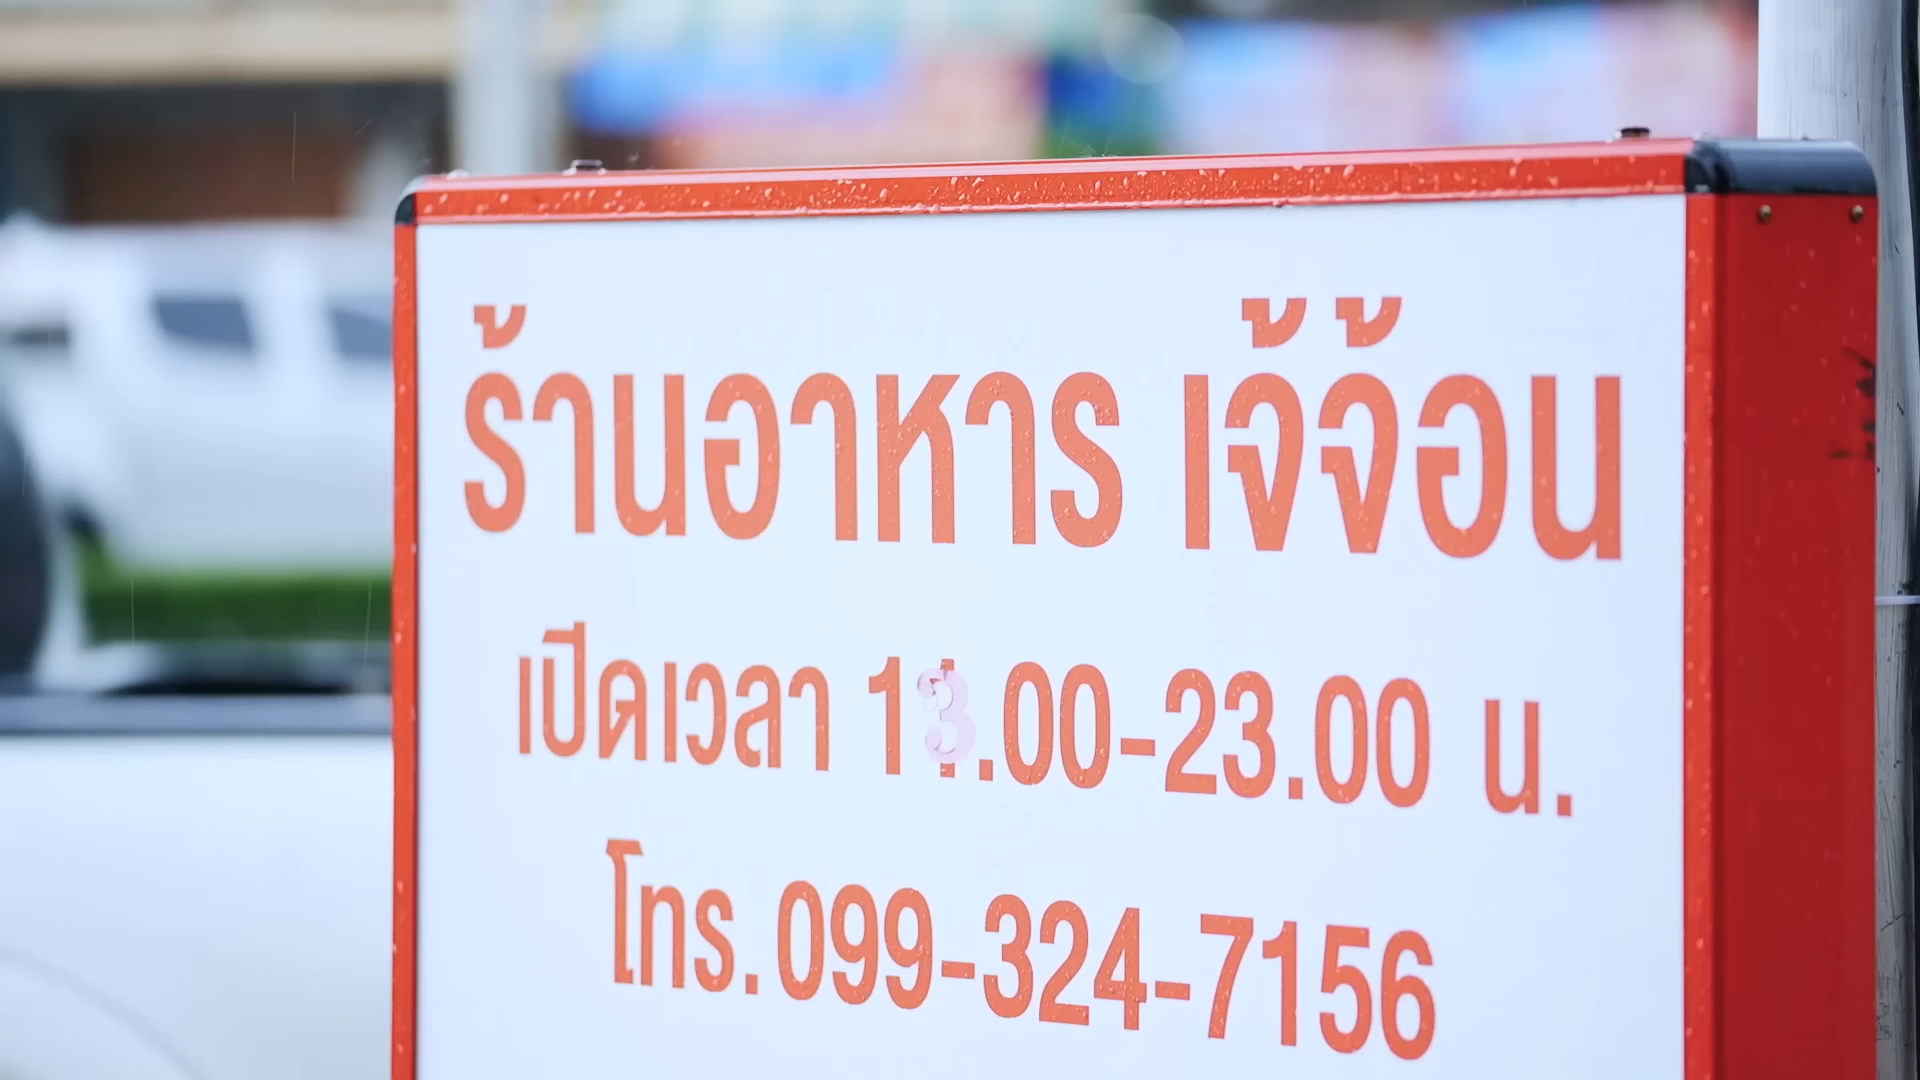 ร้านอาหาร เจ้จ้อน
เปิดเวลา 13.00-23.00 น.
โทร. 099-324-7156